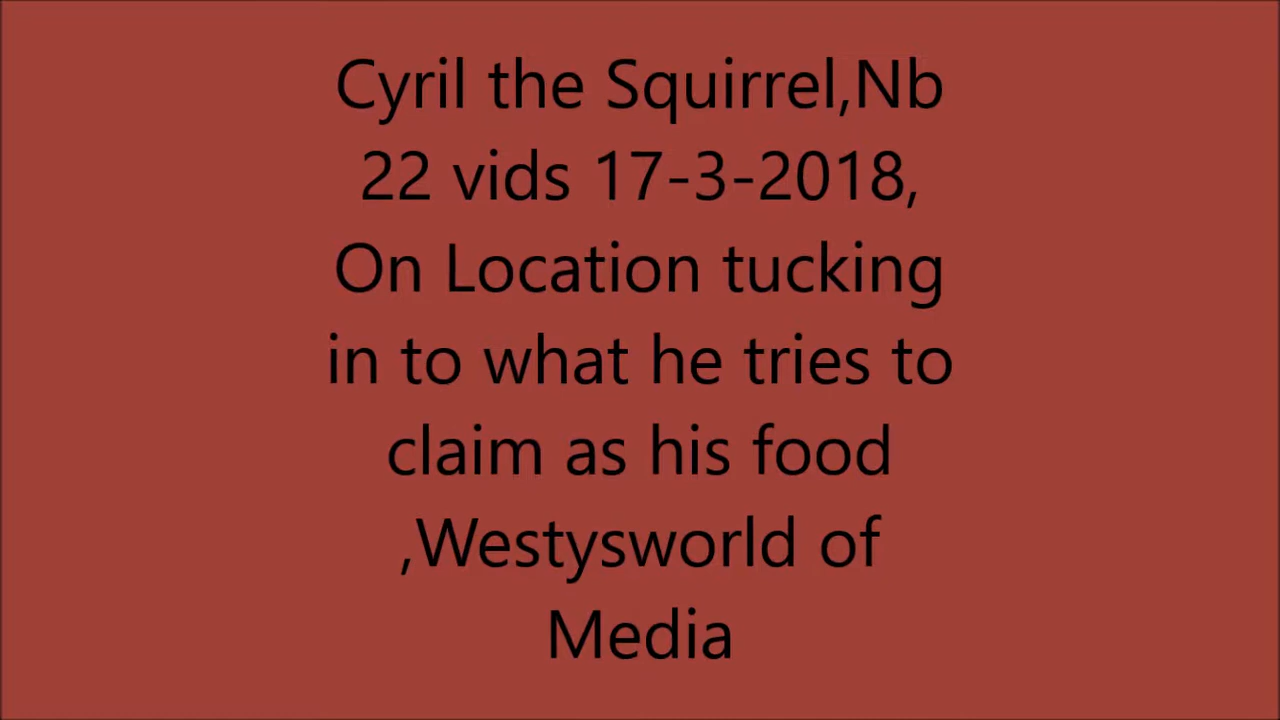 Cyril the Squirrel,Nb
22 vids 17-3-2018,
On Location tucking
in to what he tries to
claim as his food
,Westysworld of
Media